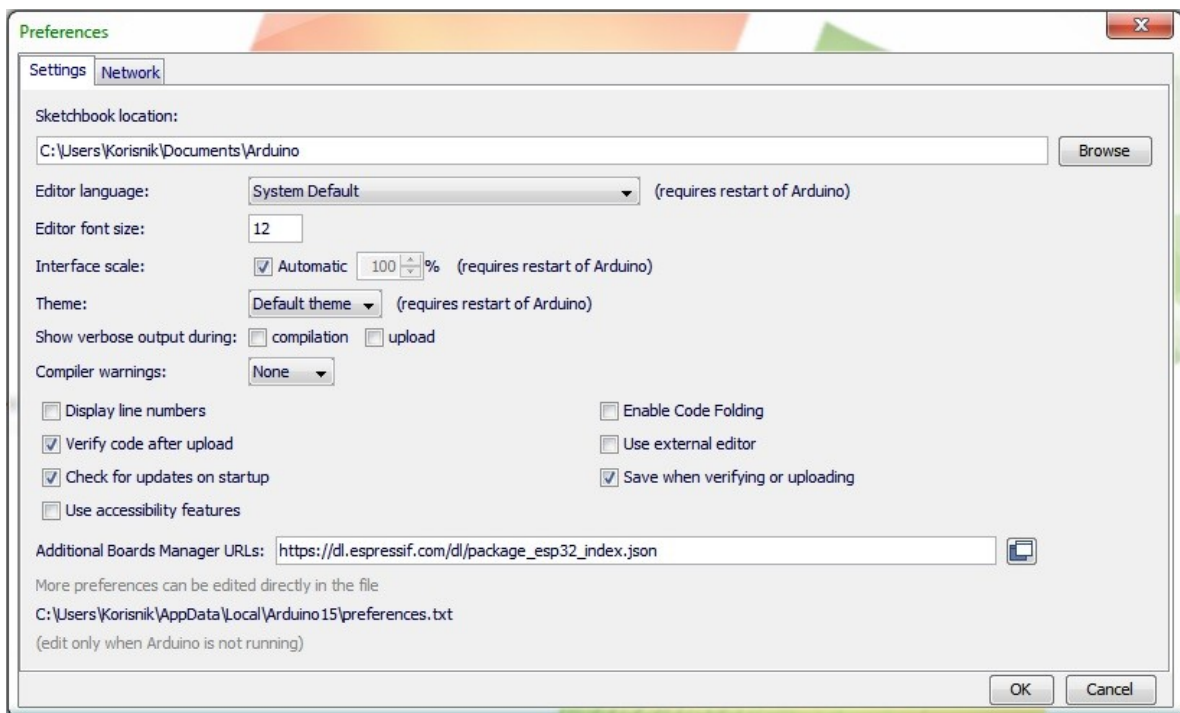 Preferences
Settings Network
Sketchbook location:
C:\Users\Korisnik\Documents\Arduino Browse
Editor language: System Default (requires restart of Arduino)
Editor font size: 12
Interface scale: Automatic 100 % (requires restart of Arduino)
Theme: Default theme (requires restart of Arduino)
Show verbose output during: compilation upload
Compiler warnings: None
Display line numbers Enable Code Folding
Verify code after upload Use external editor
Check for updates on startup Save when verifying or uploading
Use accessibility features
Additional Boards Manager URLs: https://dl.espressif.com/dl/package_esp32_index.json
More preferences can be edited directly in the file
C:\Users\Korisnik\AppData\Local\Arduino15\preferences.txt
(edit only when Arduino is not running)
OK Cancel